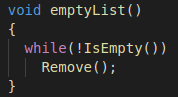 void emptyList()
{
while(!IsEmpty())
Remove();
}